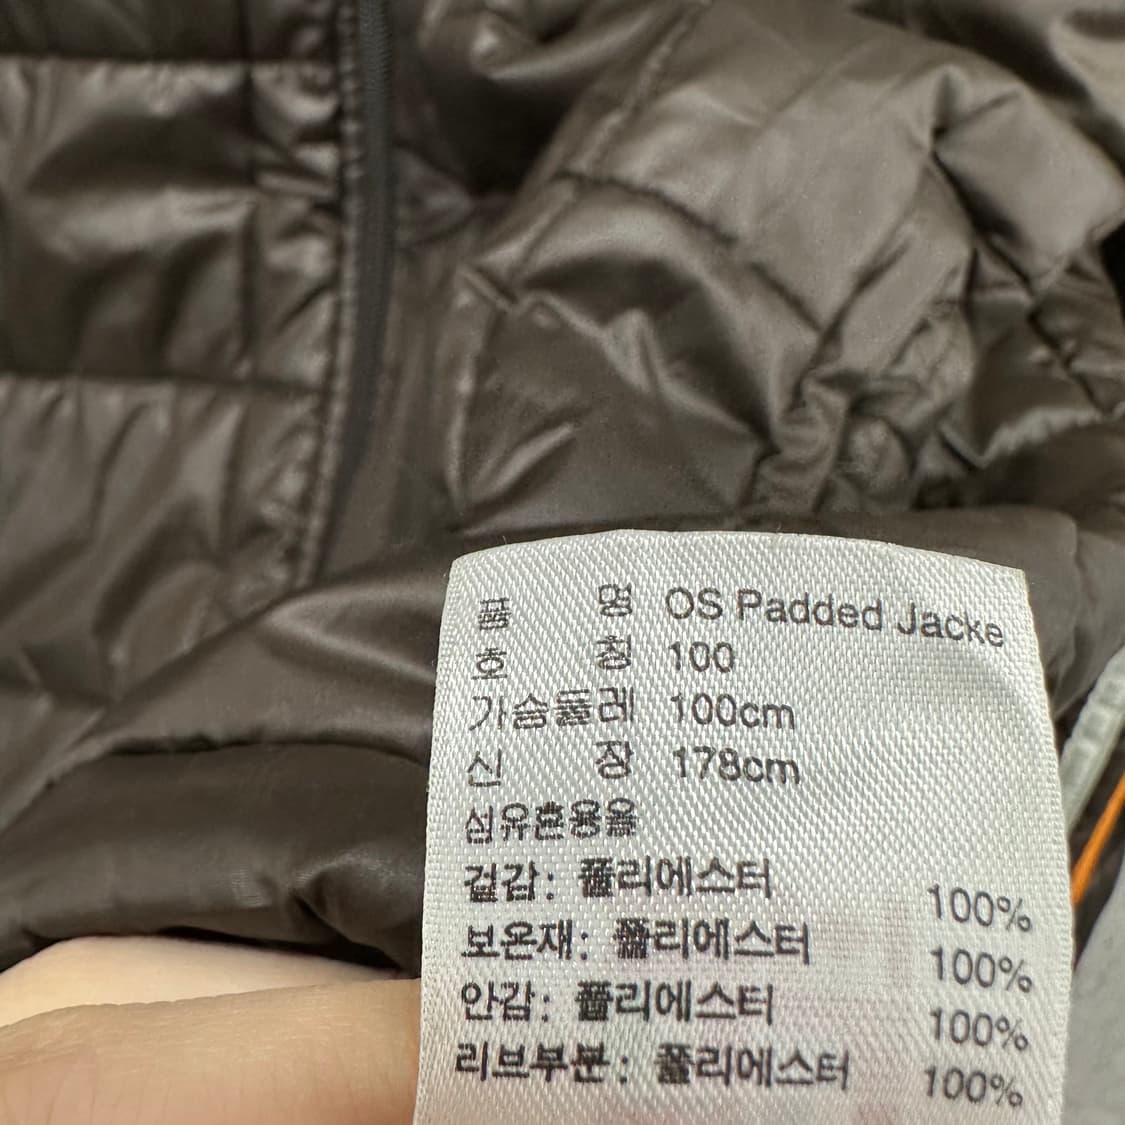 품 명 OS Padded Jacke
호 칭 100
가슴둘레 100cm
신 장 178cm
섬유혼용율
겉감: 폴리에스터 100%
보온재: 폴리에스터 100%
안감: 폴리에스터 100%
리브부분: 폴리에스터 100%